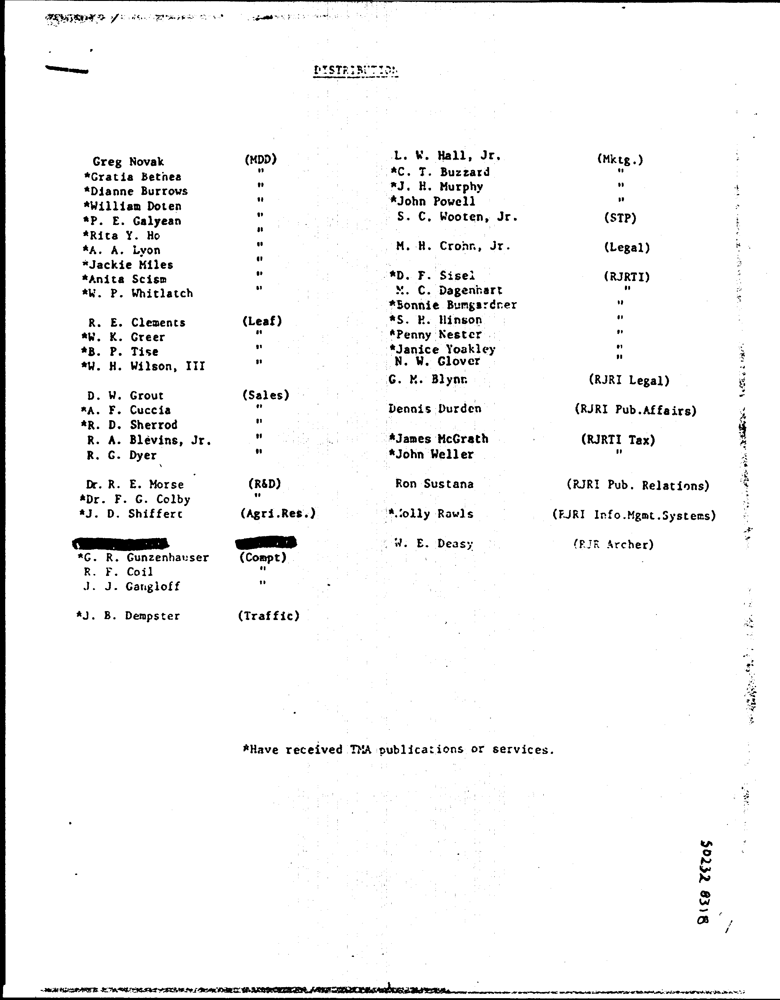 DISTRIBUTION
Greg Novak (MDD)
*Gratia Bethea "
*Dianne Burrows "
*William Doten "
*P. E. Galyean "
*Rita Y. Ho "
*A. A. Lyon "
*Jackie Miles "
*Anita Scism "
*W. P. Whitlatch "
R. E. Clements (Leaf)
*W. K. Greer "
*B. P. Tise "
*W. H. Wilson, III "
D. W. Grout (Sales)
*A. F. Cuccia "
*R. D. Sherrod "
R. A. Blevins, Jr. "
R. G. Dyer "
Dr. R. E. Morse (R&D)
*Dr. F. G. Colby "
*J. D. Shiffert (Agri.Res.)
*G. R. Gunzenhauser (Compt)
R. F. Coil "
J. J. Gangloff "
*J. B. Dempster (Traffic)
L. W. Hall, Jr. (Mktg.)
*C. T. Buzzard "
*J. H. Murphy "
*John Powell "
S. C. Wooten, Jr. (STP)
M. H. Crohn, Jr. (Legal)
*D. F. Sisel (RJRTI)
M. C. Dagenhart "
*Bonnie Bumgardner "
*S. H. Hinson "
*Penny Nester "
*Janice Yoakley "
N. W. Glover "
G. M. Blynn (RJRI Legal)
Dennis Durden (RJRI Pub.Affairs)
*James McGrath (RJRTI Tax)
*John Weller "
Ron Sustana (RJRI Pub. Relations)
Rawls (RJRI Info.Mgmt.Systems)
W. E. Deasy (RJR Archer)
*Have received TMA publications or services.
50232 8318